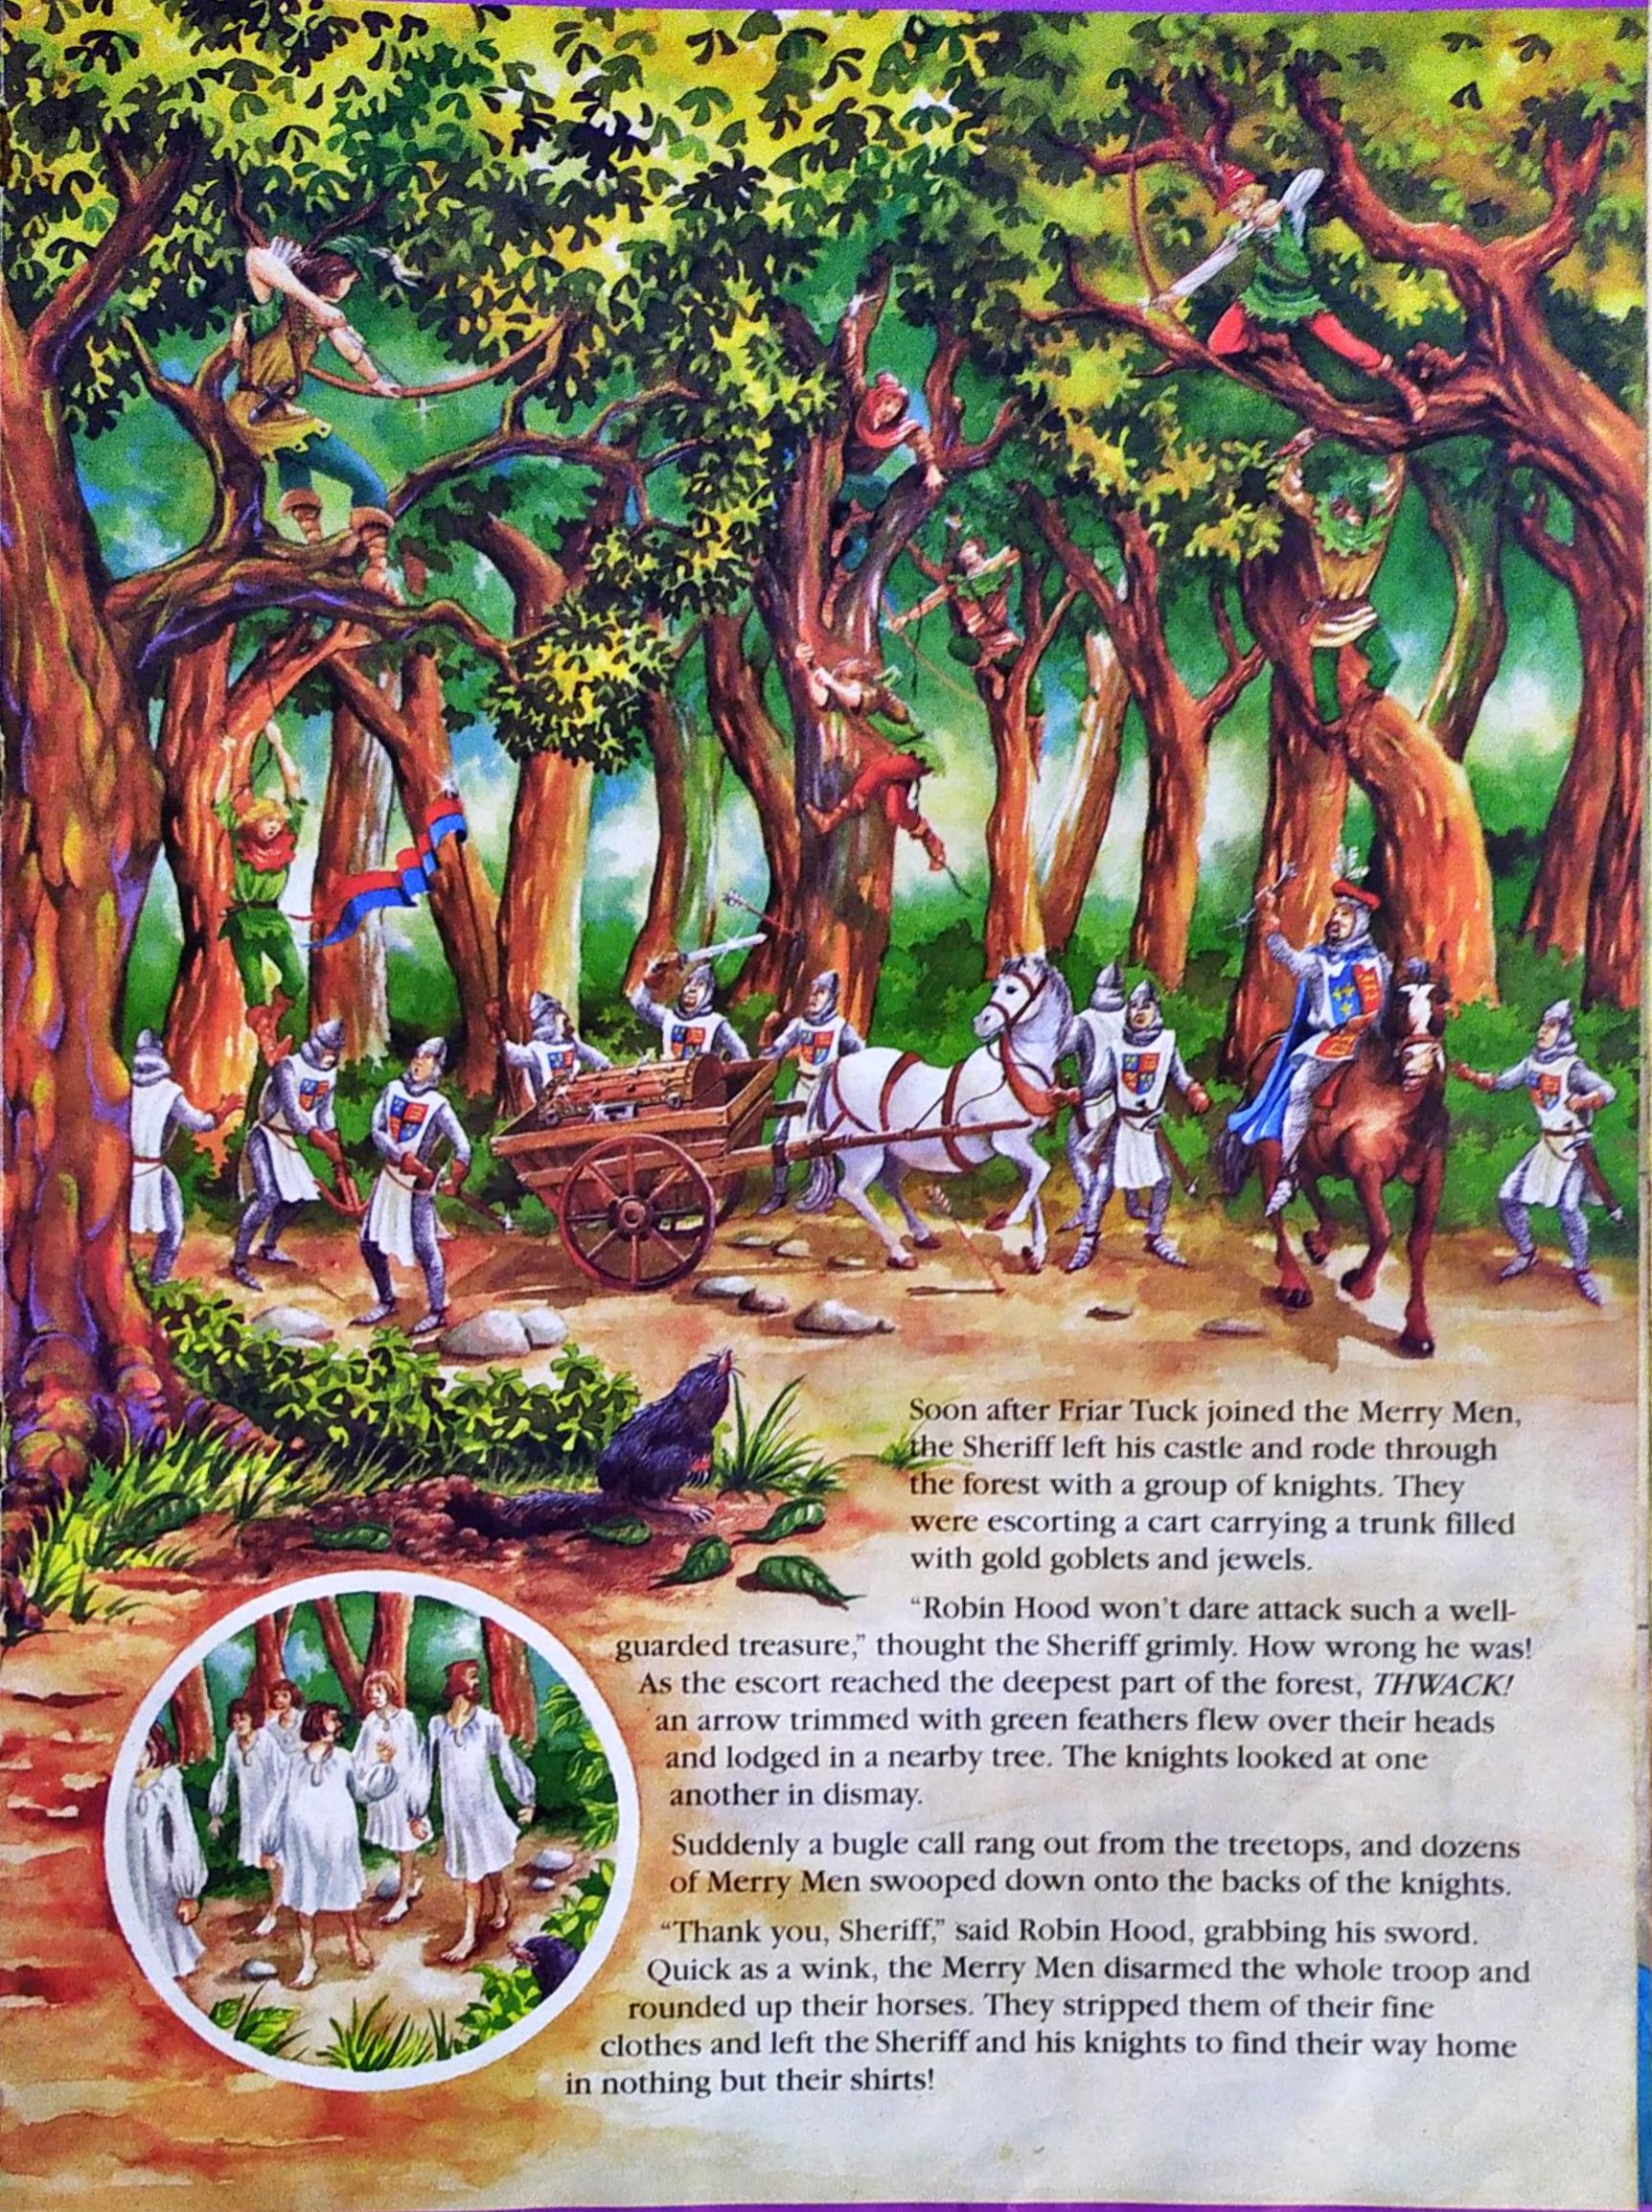 Soon after Friar Tuck joined the Merry Men,
the Sheriff left his castle and rode through
the forest with a group of knights. They
were escorting a cart carrying a trunk filled
with gold goblets and jewels.
“Robin Hood won't dare attack such a well-
guarded treasure,” thought the Sheriff grimly. How wrong he was!
As the escort reached the deepest part of the forest, THWACK!
an arrow trimmed with green feathers flew over their heads
and lodged in a nearby tree. The knights looked at one
another in dismay.
Suddenly a bugle call rang out from the treetops, and dozens
of Merry Men swooped down onto the backs of the knights.
“Thank you, Sheriff,” said Robin Hood, grabbing his sword.
Quick as a wink, the Merry Men disarmed the whole troop and
rounded up their horses. They stripped them of their fine
clothes and left the Sheriff and his knights to find their way home
in nothing but their shirts!